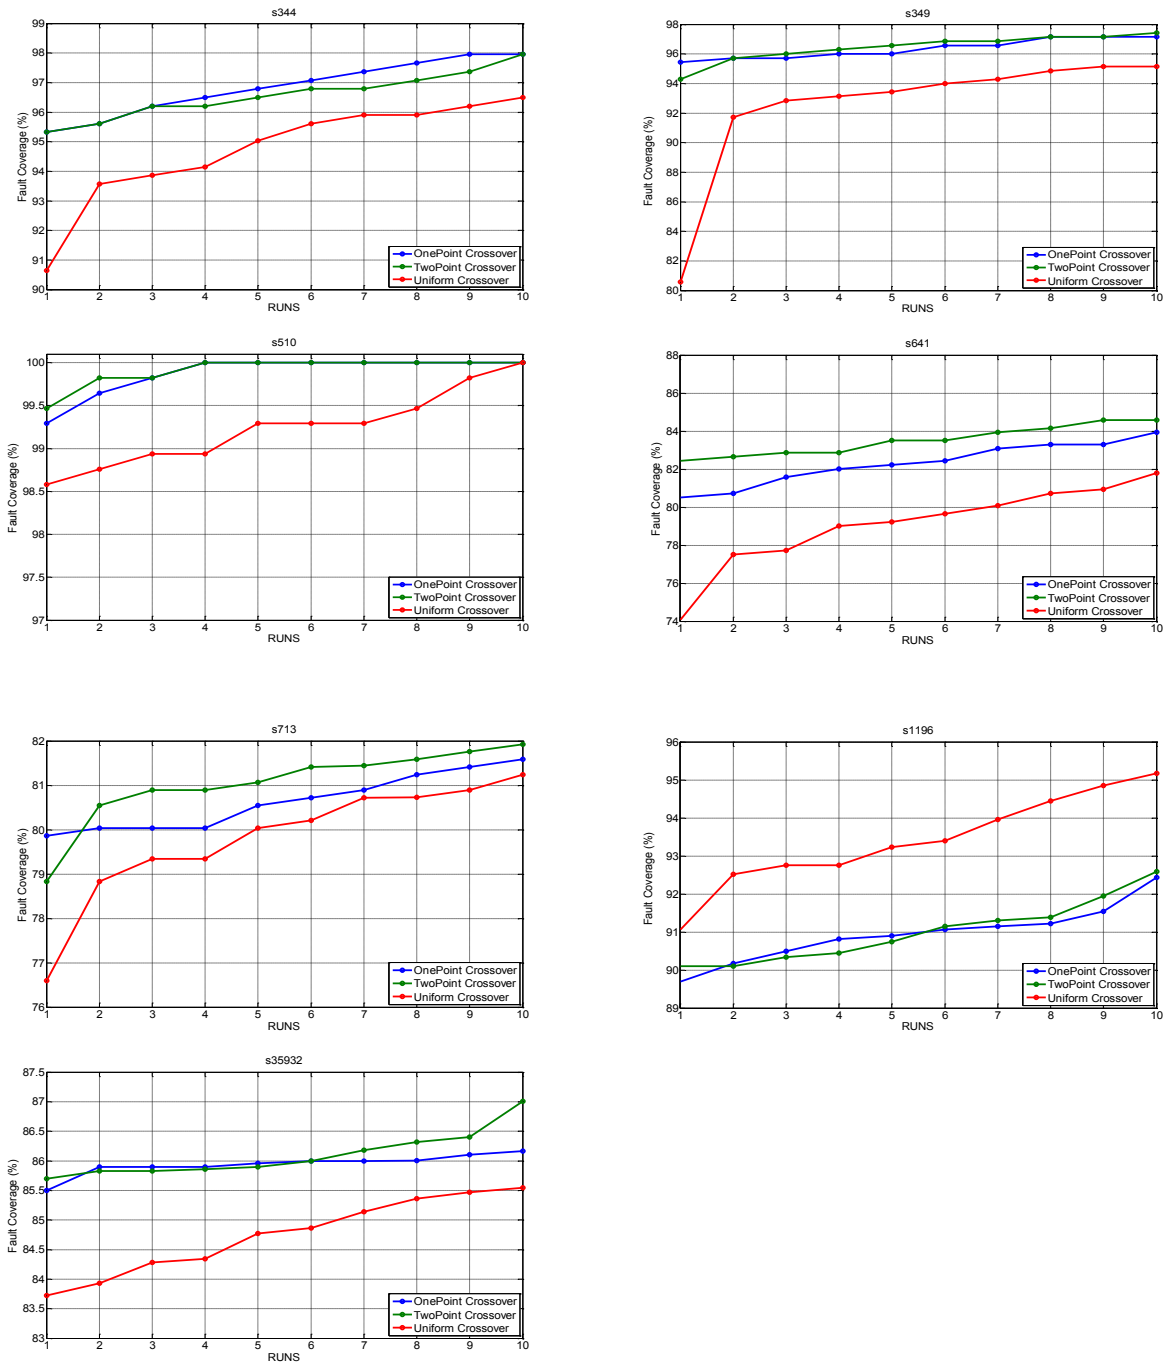 s344
Fault Coverage (%)
99
98
97
96
95
94
93
92
91
90
1 2 3 4 5 6 7 8 9 10
RUNS
OnePoint Crossover
TwoPoint Crossover
Uniform Crossover
s349
Fault Coverage (%)
98
96
94
92
90
88
86
84
82
80
1 2 3 4 5 6 7 8 9 10
RUNS
OnePoint Crossover
TwoPoint Crossover
Uniform Crossover
s510
Fault Coverage (%)
100
99.5
99
98.5
98
97.5
97
1 2 3 4 5 6 7 8 9 10
RUNS
OnePoint Crossover
TwoPoint Crossover
Uniform Crossover
s641
Fault Coverage (%)
88
86
84
82
80
78
76
74
1 2 3 4 5 6 7 8 9 10
RUNS
OnePoint Crossover
TwoPoint Crossover
Uniform Crossover
s713
Fault Coverage (%)
82
81
80
79
78
77
76
1 2 3 4 5 6 7 8 9 10
RUNS
OnePoint Crossover
TwoPoint Crossover
Uniform Crossover
s1196
Fault Coverage (%)
96
95
94
93
92
91
90
89
1 2 3 4 5 6 7 8 9 10
RUNS
OnePoint Crossover
TwoPoint Crossover
Uniform Crossover
s35932
Fault Coverage (%)
87.5
87
86.5
86
85.5
85
84.5
84
83.5
83
1 2 3 4 5 6 7 8 9 10
RUNS
OnePoint Crossover
TwoPoint Crossover
Uniform Crossover